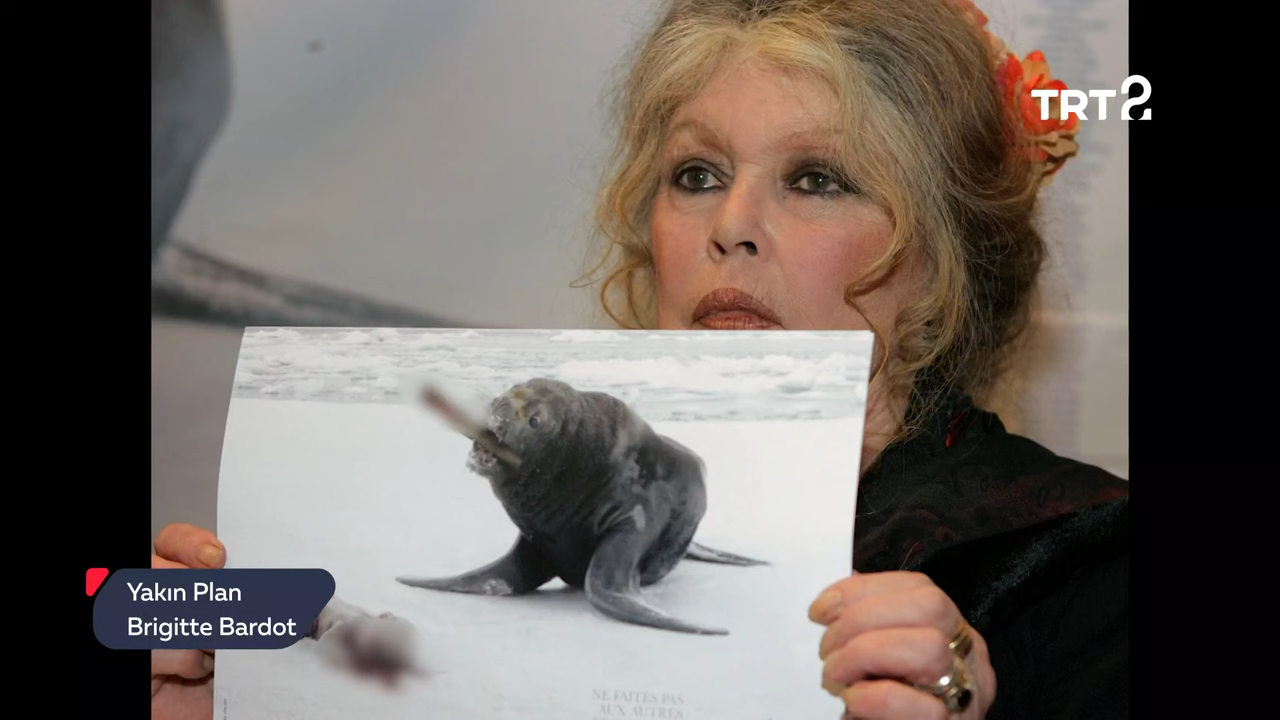 TRT2
Yakın Plan
Brigitte Bardot
NE FAITES PAS
AUX AUTRES